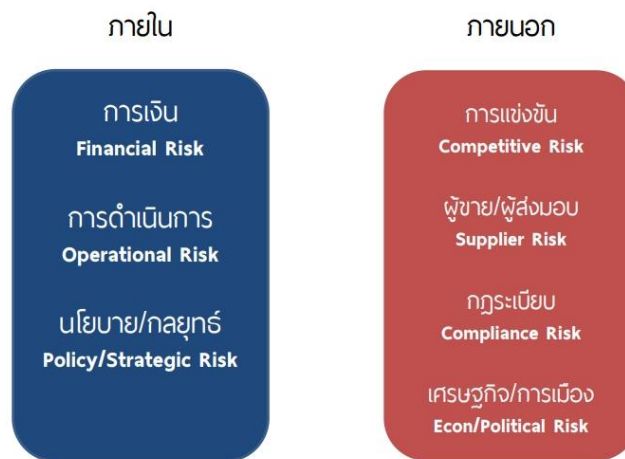 ภายใน
การเงิน
Financial Risk
การดำเนินการ
Operational Risk
นโยบาย/กลยุทธ์
Policy/Strategic Risk
ภายนอก
การแข่งขัน
Competitive Risk
ผู้ขาย/ผู้ส่งมอบ
Supplier Risk
กฎระเบียบ
Compliance Risk
เศรษฐกิจ/การเมือง
Econ/Political Risk